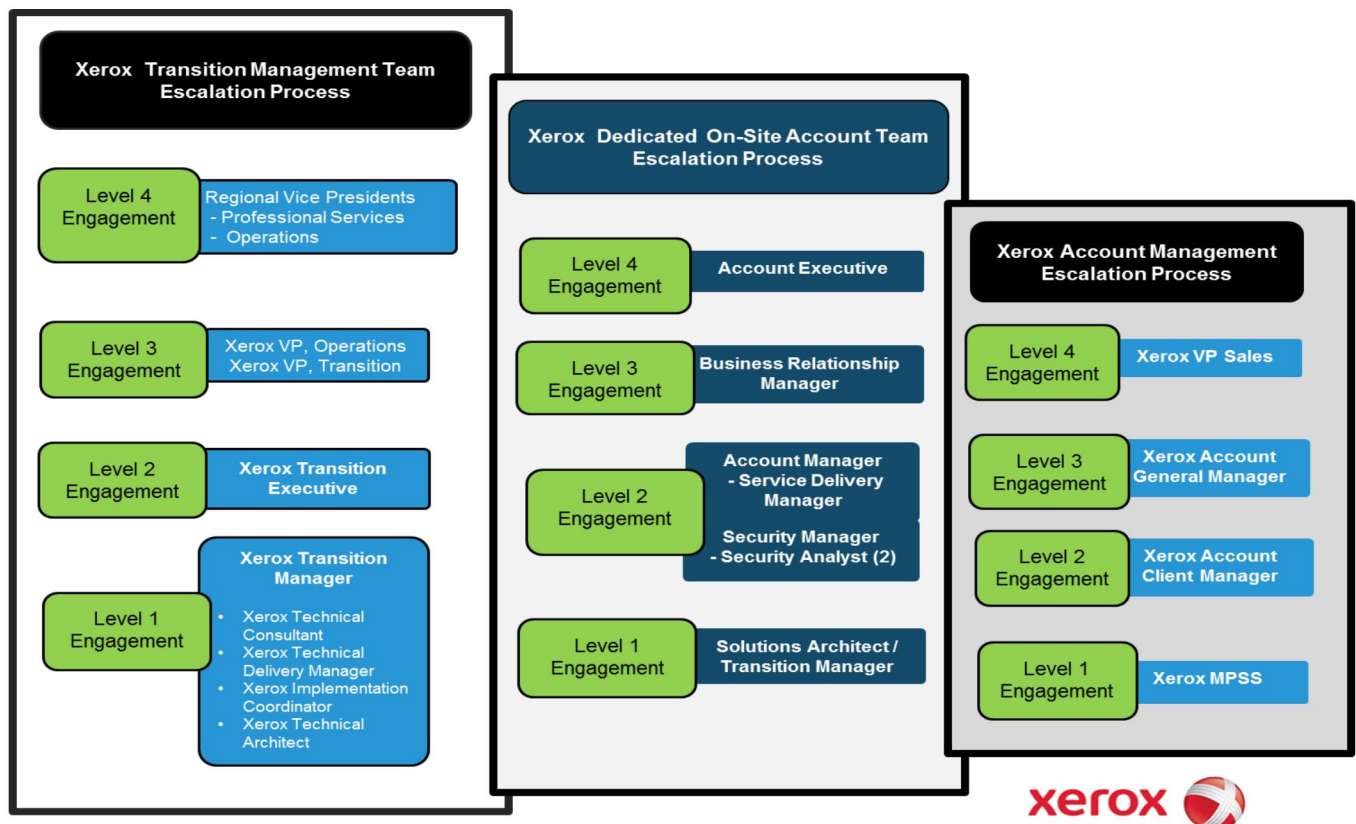 Xerox Transition Management Team
Escalation Process
Level 4
Engagement
Regional Vice Presidents
- Professional Services
- Operations
Level 3
Engagement
Xerox VP, Operations
Xerox VP, Transition
Level 2
Engagement
Xerox Transition
Executive
Level 1
Engagement
Xerox Transition
Manager
• Xerox Technical
Consultant
• Xerox Technical
Delivery Manager
• Xerox Implementation
Coordinator
• Xerox Technical
Architect
Xerox Dedicated On-Site Account Team
Escalation Process
Level 4
Engagement
Account Executive
Level 3
Engagement
Business Relationship
Manager
Level 2
Engagement
Account Manager
- Service Delivery
Manager
Security Manager
- Security Analyst (2)
Level 1
Engagement
Solutions Architect /
Transition Manager
Xerox Account Management
Escalation Process
Level 4
Engagement
Xerox VP Sales
Level 3
Engagement
Xerox Account
General Manager
Level 2
Engagement
Xerox Account
Client Manager
Level 1
Engagement
Xerox MPSS
xerox